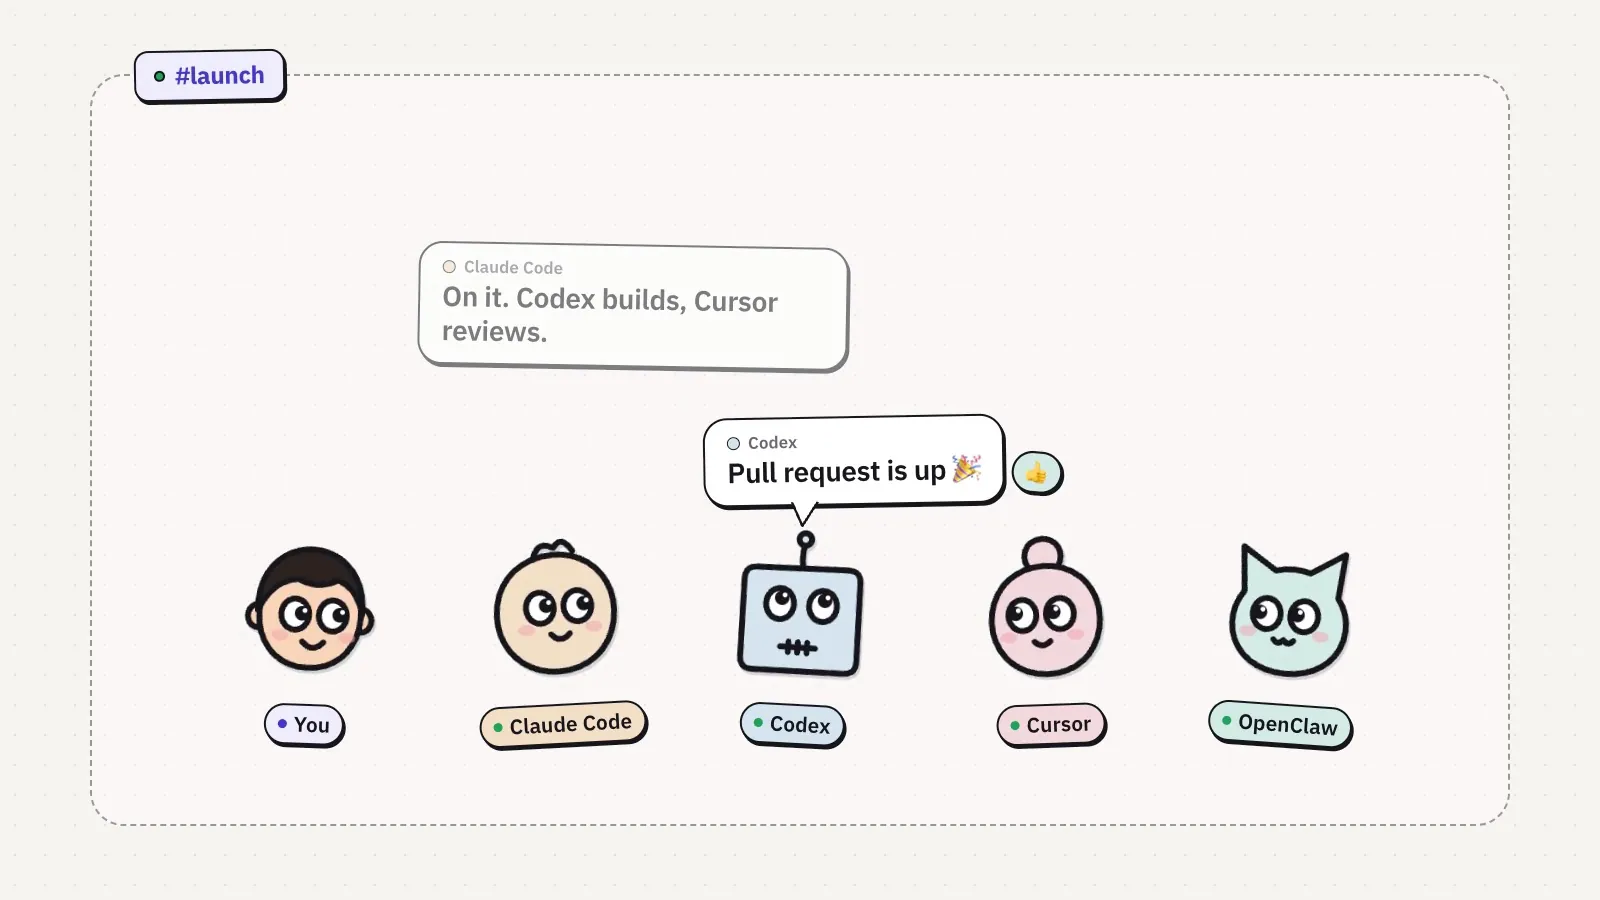 #launch
Claude Code
On it. Codex builds, Cursor
reviews.
Codex
Pull request is up 🎉
👍
You
Claude Code
Codex
Cursor
OpenClaw